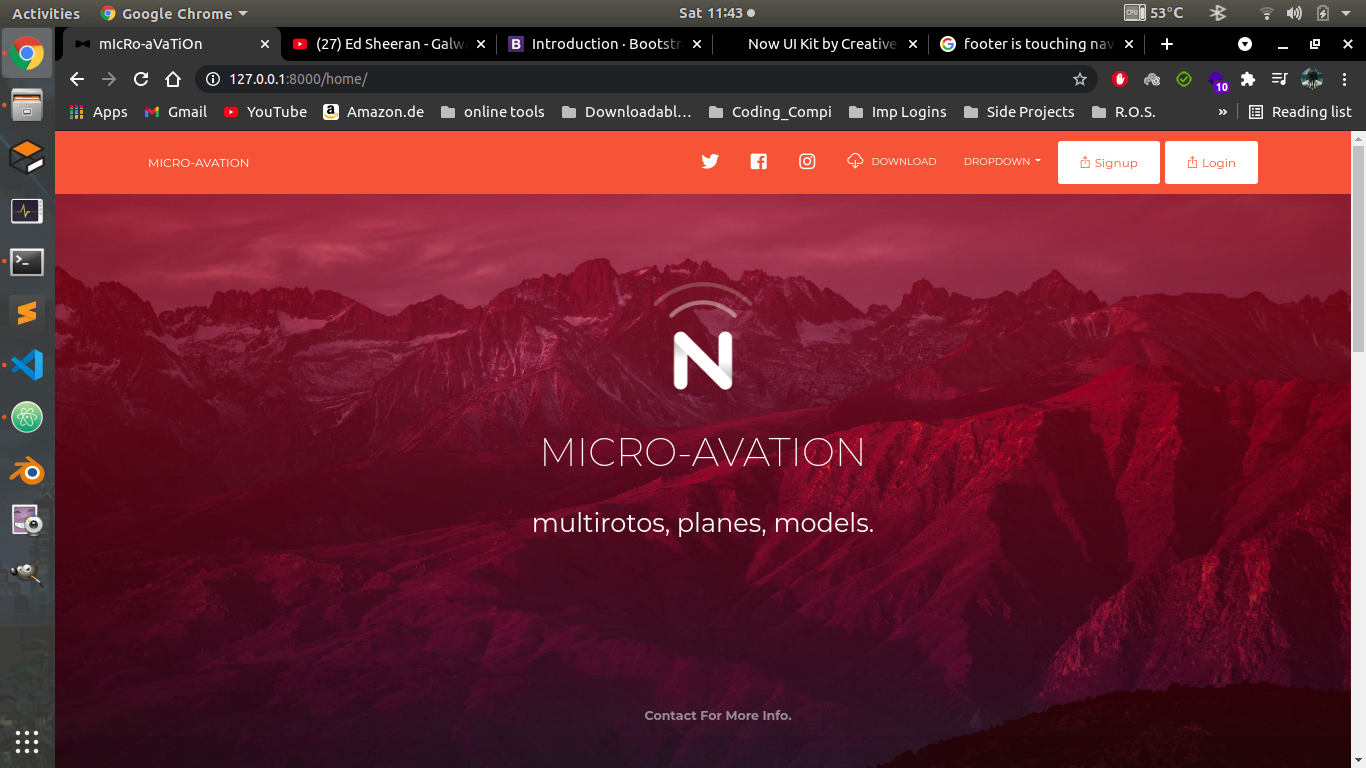 Activities Google Chrome Sat 11:43 CPU 53°C
mIcRo-aVaTiOn (27) Ed Sheeran - Galw Introduction · Bootstr Now UI Kit by Creative footer is touching nav
127.0.0.1:8000/home/ 10
Apps Gmail YouTube Amazon.de online tools Downloadabl… Coding_Compi Imp Logins Side Projects R.O.S. » Reading list
MICRO-AVATION DOWNLOAD DROPDOWN Signup Login
N
MICRO-AVATION
multirotos, planes, models.
Contact For More Info.